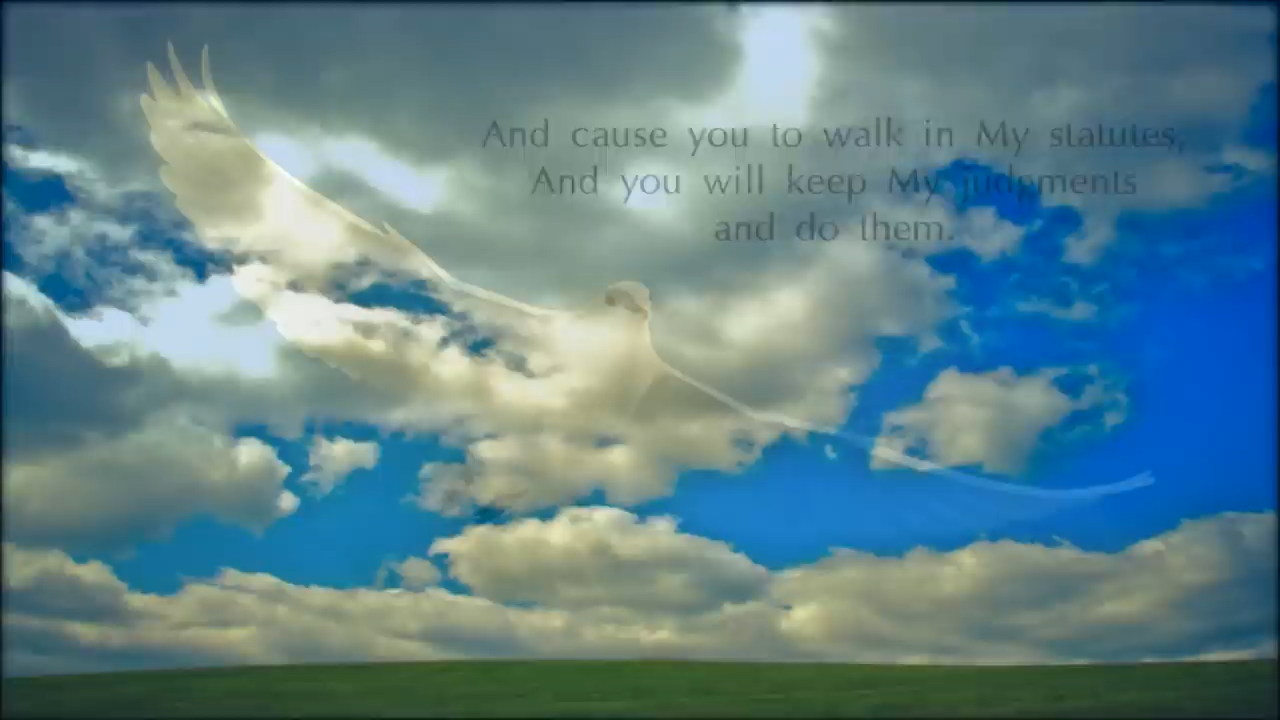 And cause you to walk in My statutes,
And you will keep My judgments
and do them.